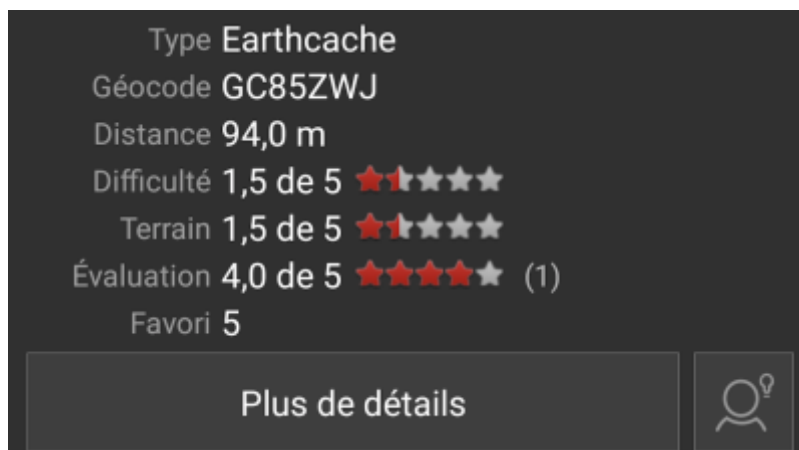 Type Earthcache
Géocode GC85ZWJ
Distance 94,0 m
Difficulté 1,5 de 5
Terrain 1,5 de 5
Évaluation 4,0 de 5 (1)
Favori 5
Plus de détails